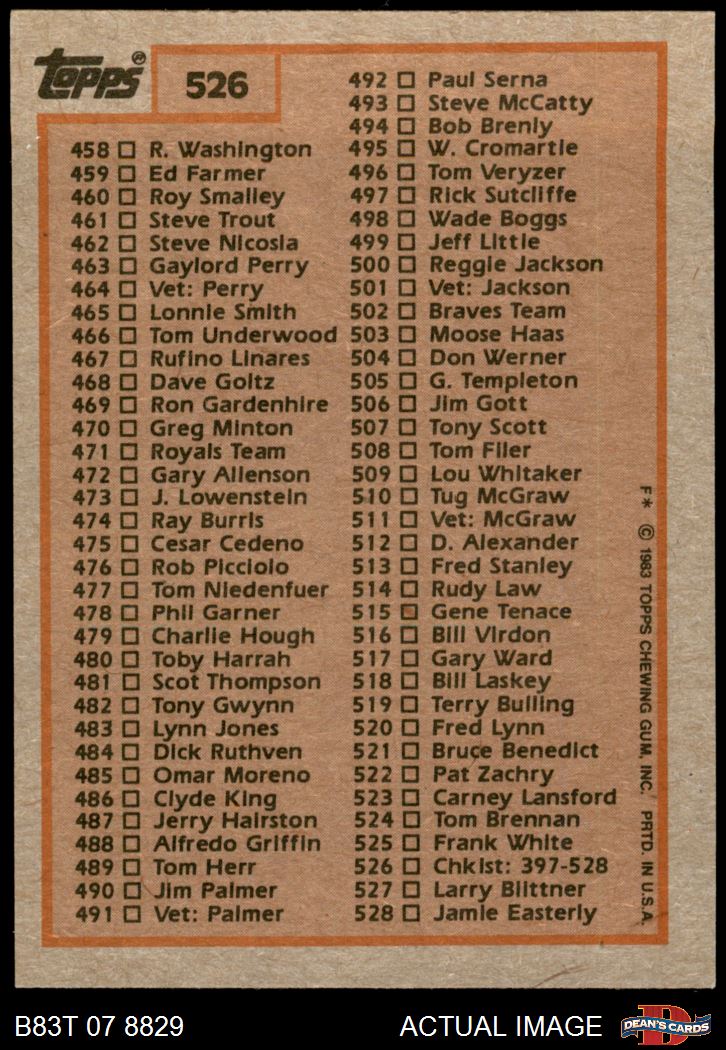 Topps®
526
458 R. Washington
459 Ed Farmer
460 Roy Smalley
461 Steve Trout
462 Steve Nicosia
463 Gaylord Perry
464 Vet: Perry
465 Lonnie Smith
466 Tom Underwood
467 Rufino Linares
468 Dave Goltz
469 Ron Gardenhire
470 Greg Minton
471 Royals Team
472 Gary Allenson
473 J. Lowenstein
474 Ray Burris
475 Cesar Cedeno
476 Rob Picciolo
477 Tom Niedenfuer
478 Phil Garner
479 Charlie Hough
480 Toby Harrah
481 Scot Thompson
482 Tony Gwynn
483 Lynn Jones
484 Dick Ruthven
485 Omar Moreno
486 Clyde King
487 Jerry Hairston
488 Alfredo Griffin
489 Tom Herr
490 Jim Palmer
491 Vet: Palmer
492 Paul Serna
493 Steve McCatty
494 Bob Brenly
495 W. Cromartie
496 Tom Veryzer
497 Rick Sutcliffe
498 Wade Boggs
499 Jeff Little
500 Reggie Jackson
501 Vet: Jackson
502 Braves Team
503 Moose Haas
504 Don Werner
505 G. Templeton
506 Jim Gott
507 Tony Scott
508 Tom Filer
509 Lou Whitaker
510 Tug McGraw
511 Vet: McGraw
512 D. Alexander
513 Fred Stanley
514 Rudy Law
515 Gene Tenace
516 Bill Virdon
517 Gary Ward
518 Bill Laskey
519 Terry Bulling
520 Fred Lynn
521 Bruce Benedict
522 Pat Zachry
523 Carney Lansford
524 Tom Brennan
525 Frank White
526 Chklst: 397-528
527 Larry Biittner
528 Jamie Easterly
F* © 1983 TOPPS CHEWING GUM, INC. PRTD. IN U.S.A.
B83T 07 8829
ACTUAL IMAGE
D
DEAN'S CARDS